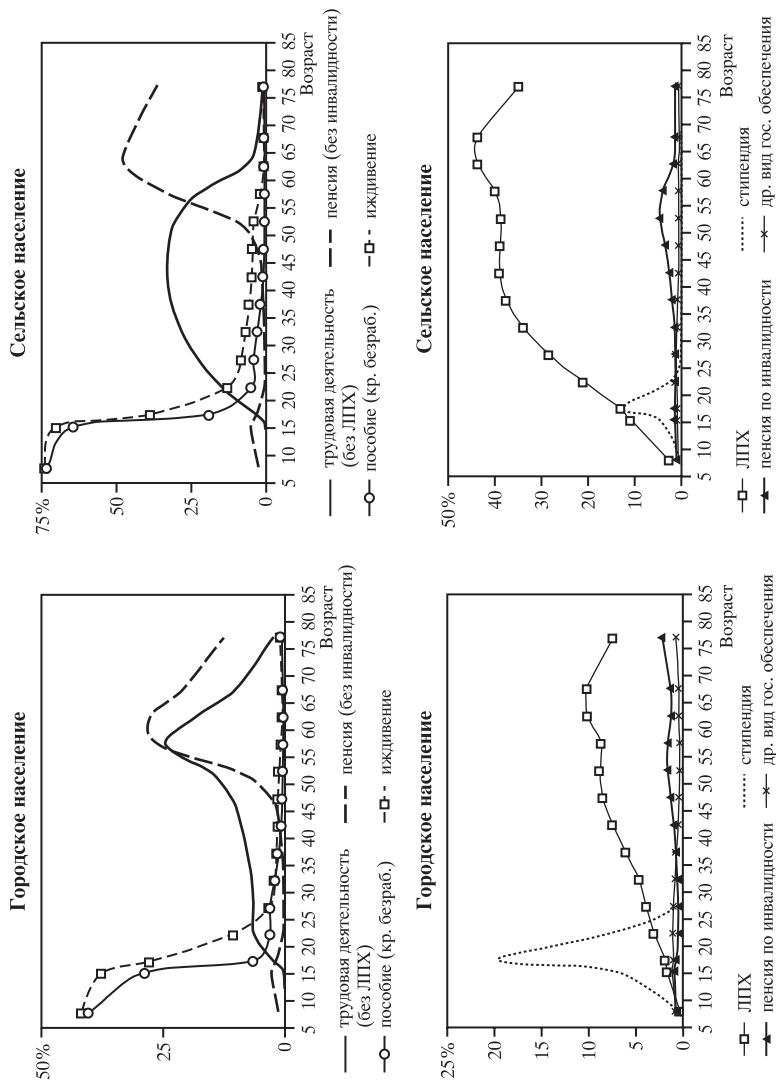 Городское население
50%
25
0
5 10 15 20 25 30 35 40 45 50 55 60 65 70 75 80 85
Возраст
трудовая деятельность (без ЛПХ)
пенсия (без инвалидности)
пособие (кр. безраб.)
иждивение
Сельское население
75%
50
25
0
5 10 15 20 25 30 35 40 45 50 55 60 65 70 75 80 85
Возраст
трудовая деятельность (без ЛПХ)
пенсия (без инвалидности)
пособие (кр. безраб.)
иждивение
Городское население
25%
20
15
10
5
0
5 10 15 20 25 30 35 40 45 50 55 60 65 70 75 80 85
Возраст
ЛПХ
стипендия
пенсия по инвалидности
др. вид гос. обеспечения
Сельское население
50%
40
30
20
10
0
5 10 15 20 25 30 35 40 45 50 55 60 65 70 75 80 85
Возраст
ЛПХ
стипендия
пенсия по инвалидности
др. вид гос. обеспечения